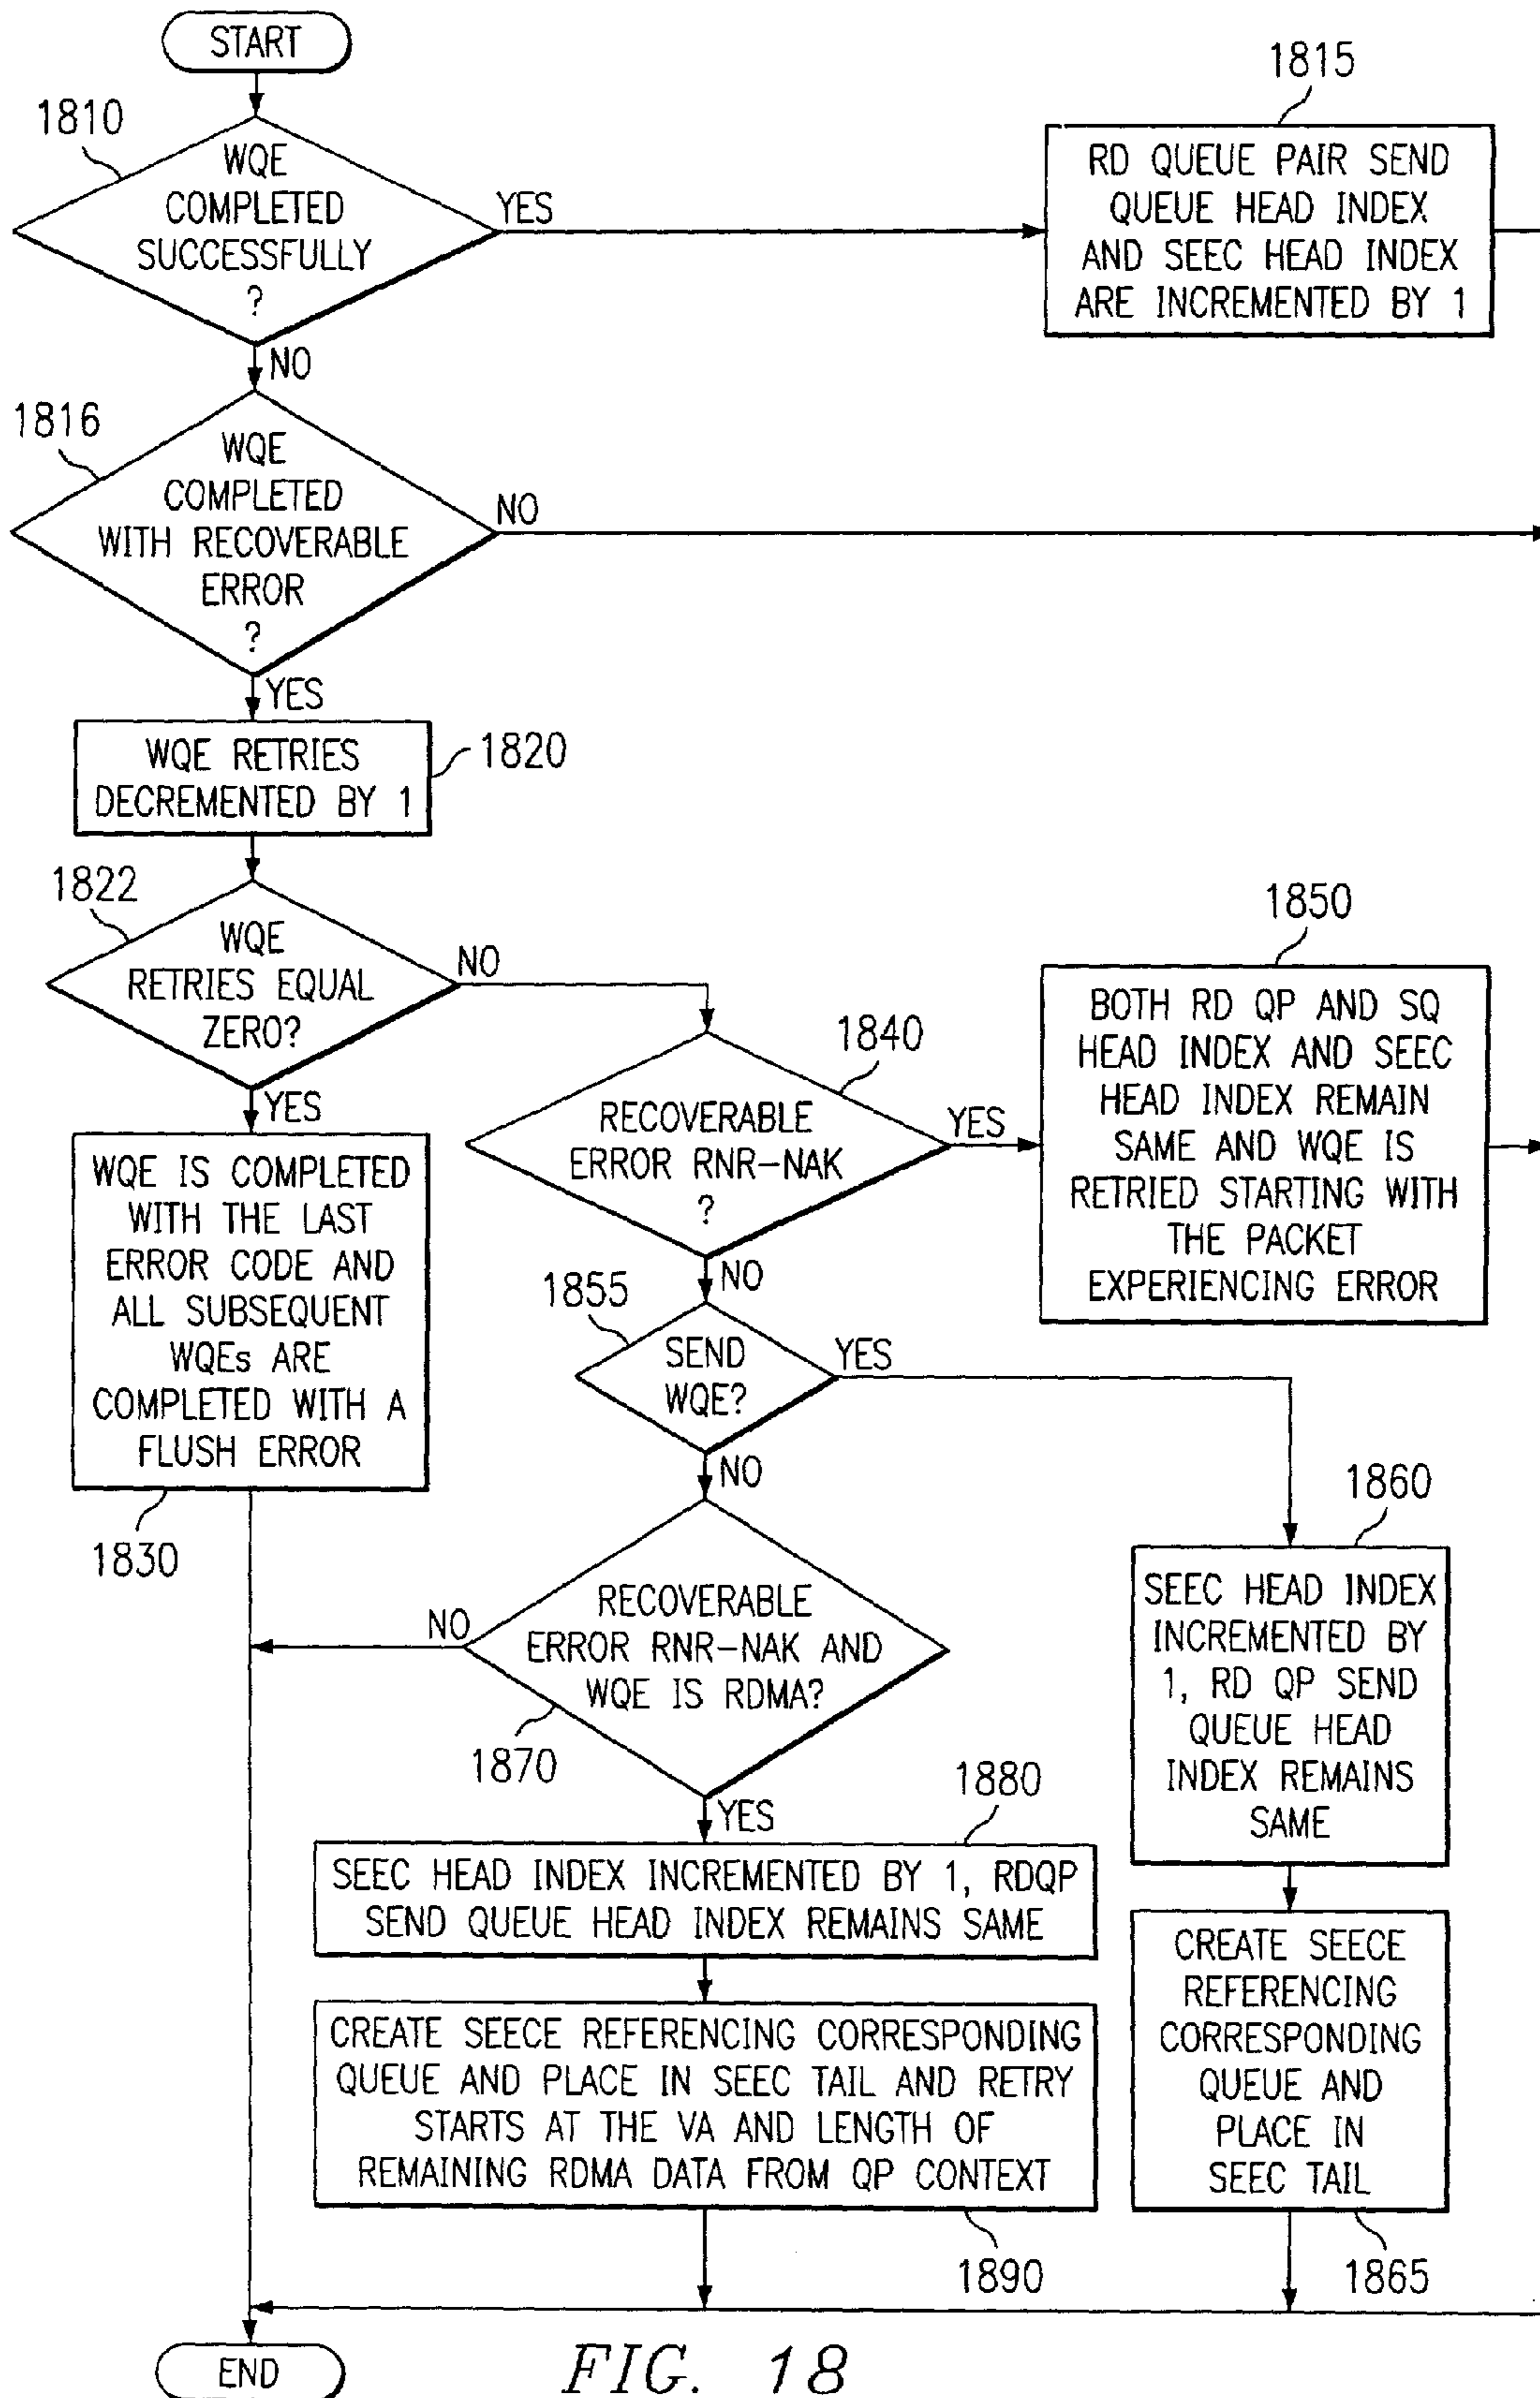 START
1810
WQE
COMPLETED
SUCCESSFULLY
?
YES
1815
RD QUEUE PAIR SEND
QUEUE HEAD INDEX
AND SEEC HEAD INDEX
ARE INCREMENTED BY 1
NO
1816
WQE
COMPLETED
WITH RECOVERABLE
ERROR
?
NO
YES
WQE RETRIES
DECREMENTED BY 1
1820
1822
WQE
RETRIES EQUAL
ZERO?
NO
YES
WQE IS COMPLETED
WITH THE LAST
ERROR CODE AND
ALL SUBSEQUENT
WQEs ARE
COMPLETED WITH A
FLUSH ERROR
1830
1840
RECOVERABLE
ERROR RNR-NAK
?
YES
1850
BOTH RD QP AND SQ
HEAD INDEX AND SEEC
HEAD INDEX REMAIN
SAME AND WQE IS
RETRIED STARTING WITH
THE PACKET
EXPERIENCING ERROR
NO
1855
SEND
WQE?
YES
NO
1860
SEEC HEAD INDEX
INCREMENTED BY
1, RD QP SEND
QUEUE HEAD
INDEX REMAINS
SAME
CREATE SEECE
REFERENCING
CORRESPONDING
QUEUE AND
PLACE IN
SEEC TAIL
1865
RECOVERABLE
ERROR RNR-NAK AND
WQE IS RDMA?
NO
1870
YES
1880
SEEC HEAD INDEX INCREMENTED BY 1, RDQP
SEND QUEUE HEAD INDEX REMAINS SAME
CREATE SEECE REFERENCING CORRESPONDING
QUEUE AND PLACE IN SEEC TAIL AND RETRY
STARTS AT THE VA AND LENGTH OF
REMAINING RDMA DATA FROM QP CONTEXT
1890
END
FIG. 18